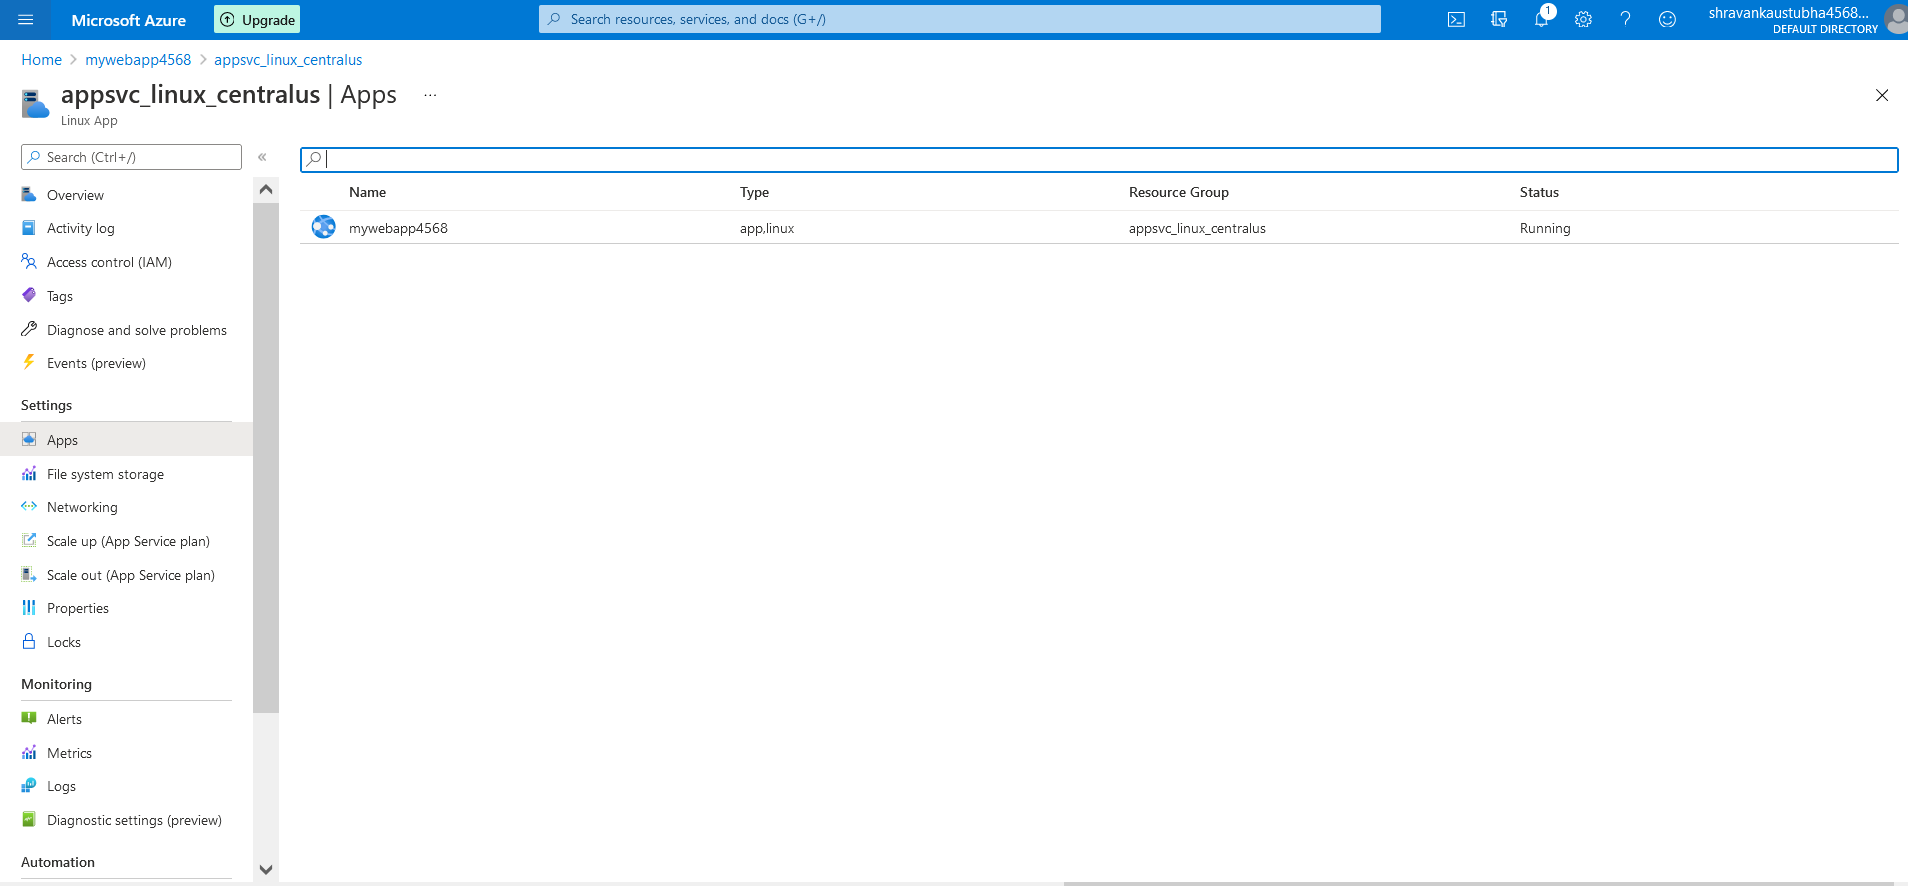 Microsoft Azure
Upgrade
Search resources, services, and docs (G+/)
1
shravankaustubha4568...
DEFAULT DIRECTORY
Home > mywebapp4568 > appsvc_linux_centralus
appsvc_linux_centralus | Apps ...
Linux App
Search (Ctrl+/)
«
Overview
Activity log
Access control (IAM)
Tags
Diagnose and solve problems
Events (preview)
Settings
Apps
File system storage
Networking
Scale up (App Service plan)
Scale out (App Service plan)
Properties
Locks
Monitoring
Alerts
Metrics
Logs
Diagnostic settings (preview)
Automation
Name Type Resource Group Status
mywebapp4568 app,linux appsvc_linux_centralus Running